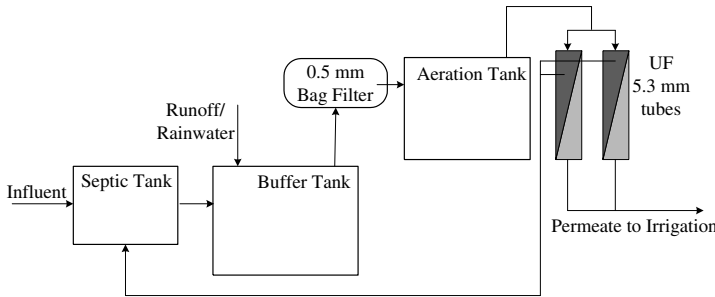 0.5 mm
Bag Filter
Aeration Tank
UF
5.3 mm
tubes
Runoff/
Rainwater
Septic Tank
Buffer Tank
Influent
Permeate to Irrigation